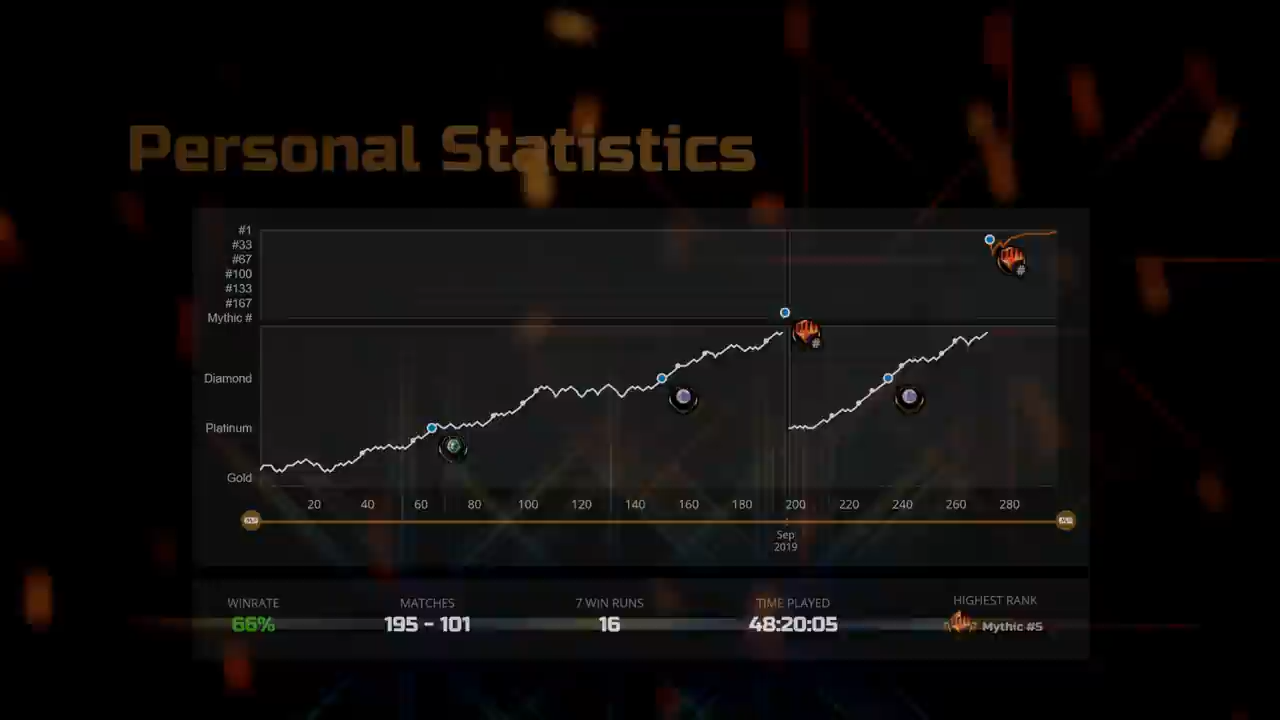 Personal Statistics
#1
#33
#67
#100
#133
#167
Mythic #
Diamond
Platinum
Gold
20 40 60 80 100 120 140 160 180 200 220 240 260 280
Sep
2019
WINRATE MATCHES 7 WIN RUNS TIME PLAYED HIGHEST RANK
66% 195 - 101 16 48:20:05 Mythic #5